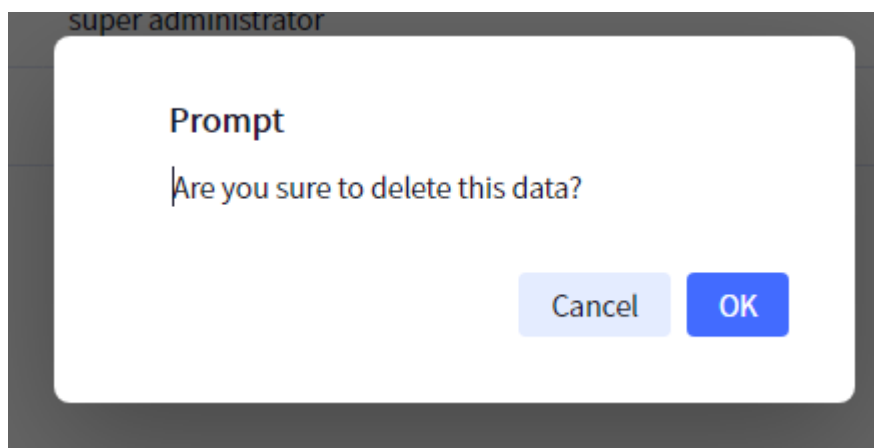 super administrator
Prompt
Are you sure to delete this data?
Cancel
OK